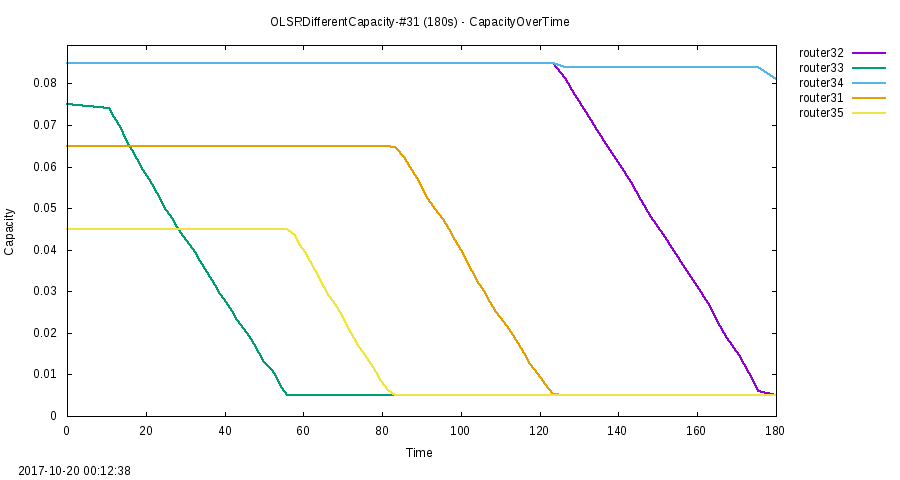 OLSRDifferentCapacity-#31 (180s) - CapacityOverTime
router32
router33
router34
router31
router35
0.08
0.07
0.06
0.05
0.04
0.03
0.02
0.01
0
Capacity
0 20 40 60 80 100 120 140 160 180
Time
2017-10-20 00:12:38